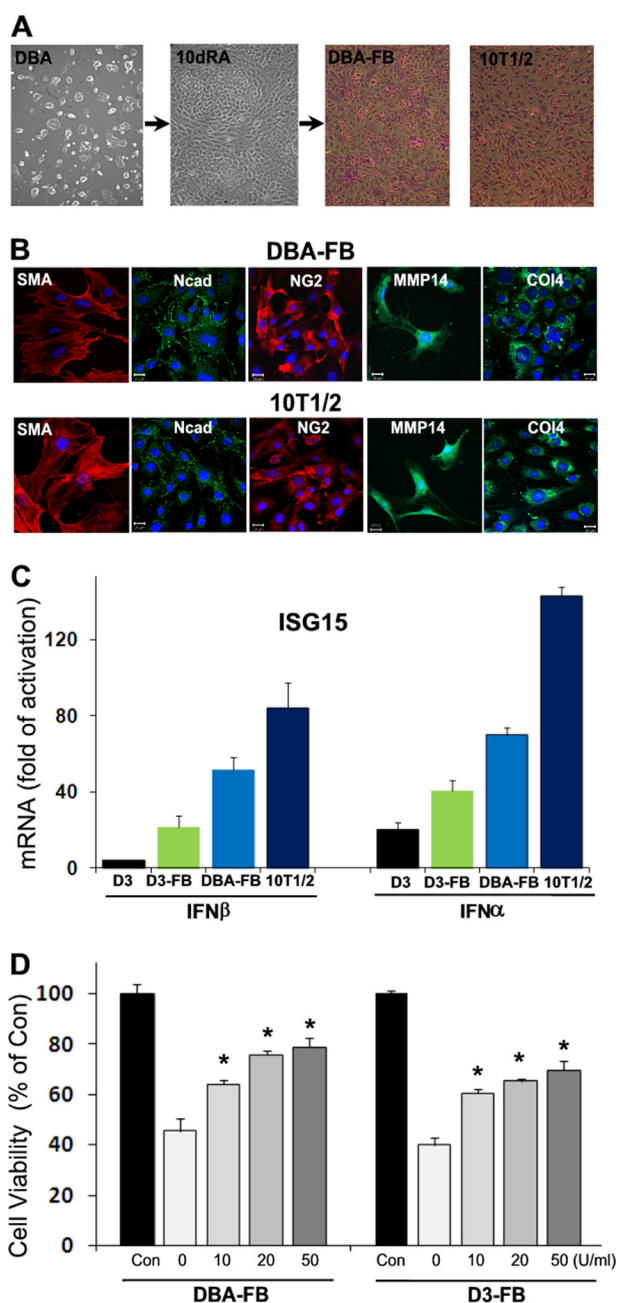 A
DBA
10dRA
DBA-FB
10T1/2
B
DBA-FB
SMA
Ncad
NG2
MMP14
COl4
10T1/2
SMA
Ncad
NG2
MMP14
COl4
C
mRNA (fold of activation)
ISG15
120
80
40
0
D3 D3-FB DBA-FB 10T1/2
D3 D3-FB DBA-FB 10T1/2
IFNβ
IFNα
D
Cell Viability (% of Con)
100
80
60
40
20
0
* * *
* * *
Con 0 10 20 50
Con 0 10 20 50 (U/ml)
DBA-FB
D3-FB